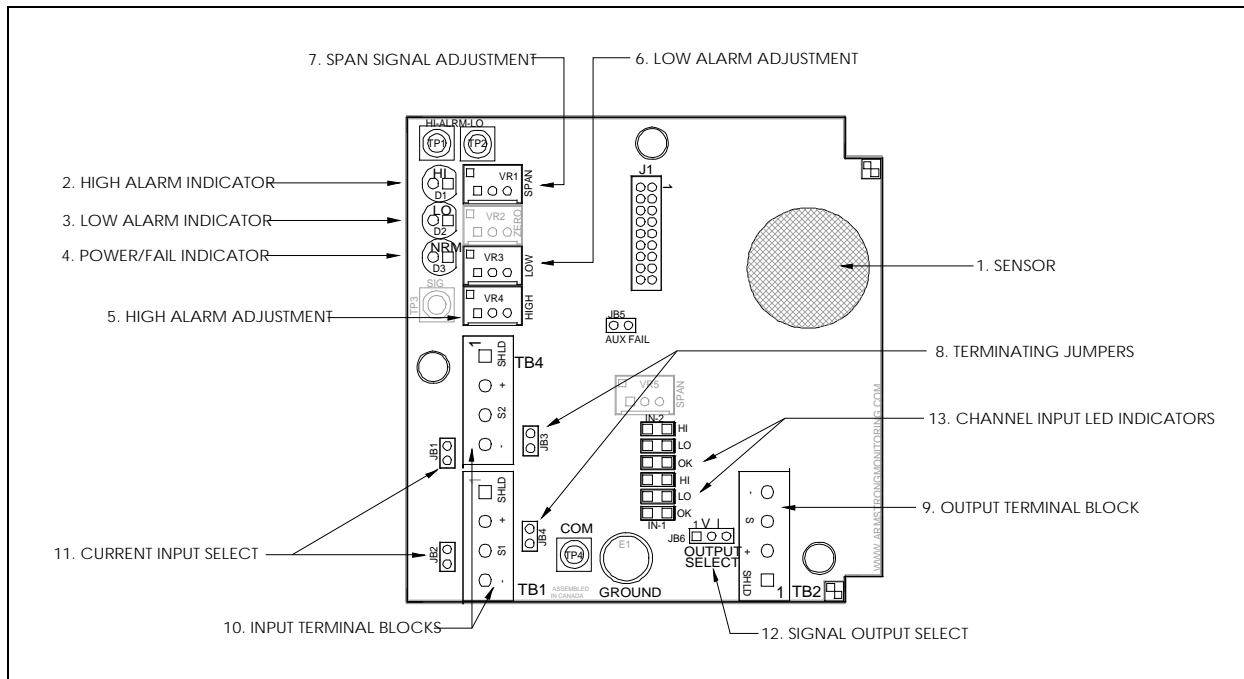 7. SPAN SIGNAL ADJUSTMENT
6. LOW ALARM ADJUSTMENT
HI-ALRM-LO
TP1
TP2
2. HIGH ALARM INDICATOR
HI
D1
VR1
SPAN
J1
1
3. LOW ALARM INDICATOR
LO
D2
VR2
ZERO
4. POWER/FAIL INDICATOR
NRM
D3
VR3
LOW
1. SENSOR
SIG
TP3
VR4
HIGH
5. HIGH ALARM ADJUSTMENT
JB5
AUX FAIL
8. TERMINATING JUMPERS
1
SHLD
TB4
+
S2
-
JB1
JB3
VR5
SPAN
13. CHANNEL INPUT LED INDICATORS
IN-2
HI
LO
OK
HI
LO
OK
IN-1
9. OUTPUT TERMINAL BLOCK
-
S
+
SHLD
1 TB2
WWW.ARMSTRONGMONITORING.COM
1
SHLD
+
S1
-
TB1
JB4
JB2
11. CURRENT INPUT SELECT
COM
TP4
E1
GROUND
1 V I
JB6
OUTPUT
SELECT
ASSEMBLED
IN CANADA
10. INPUT TERMINAL BLOCKS
12. SIGNAL OUTPUT SELECT